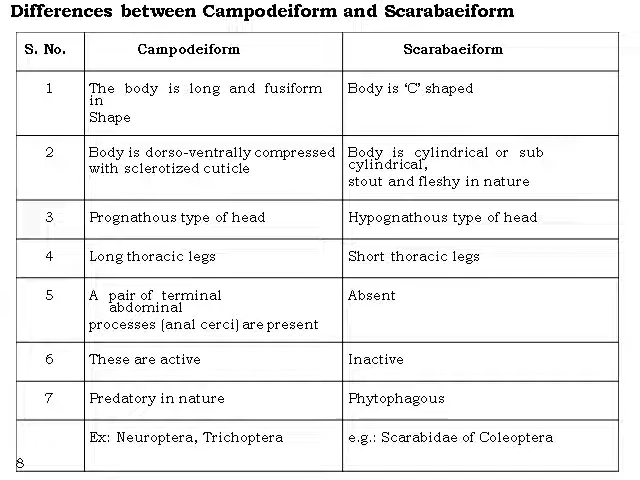 Differences between Campodeiform and Scarabaeiform
S. No. Campodeiform Scarabaeiform
1 The body is long and fusiform in Shape Body is ‘C’ shaped
2 Body is dorso-ventrally compressed with sclerotized cuticle Body is cylindrical or sub cylindrical, stout and fleshy in nature
3 Prognathous type of head Hypognathous type of head
4 Long thoracic legs Short thoracic legs
5 A pair of terminal abdominal processes (anal cerci) are present Absent
6 These are active Inactive
7 Predatory in nature Phytophagous
Ex: Neuroptera, Trichoptera e.g.: Scarabidae of Coleoptera
8